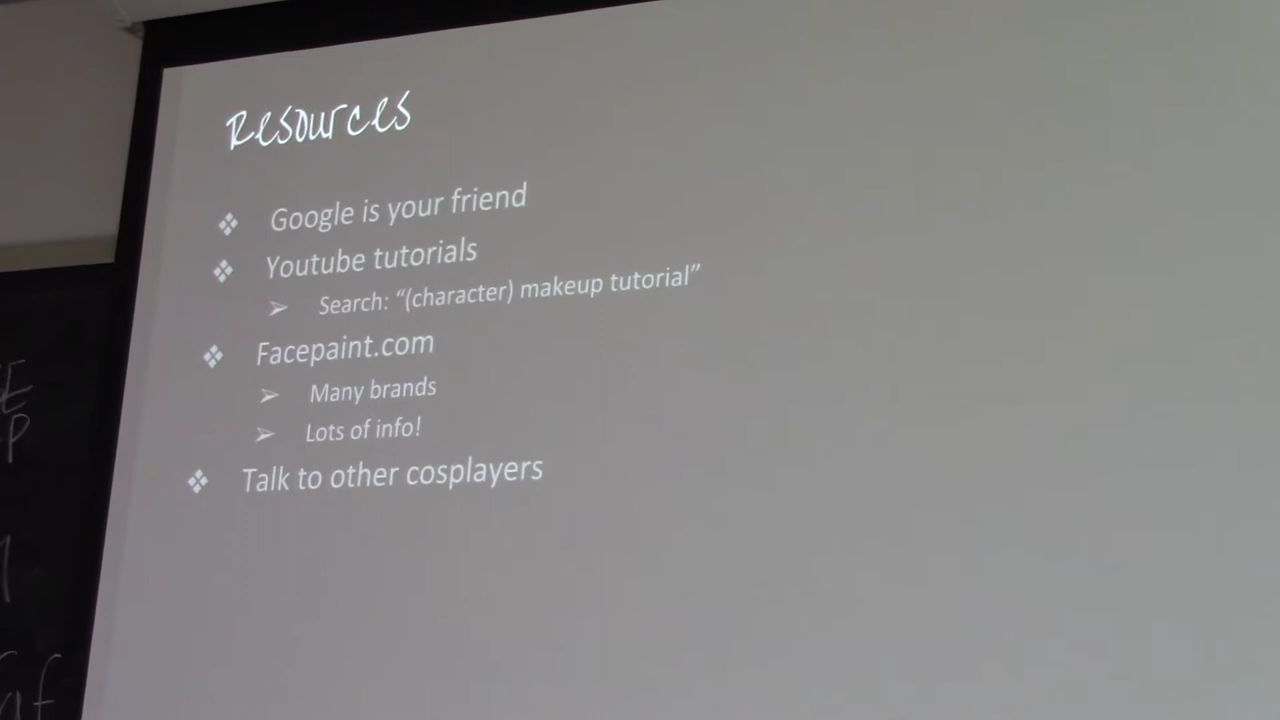 Resources
Google is your friend
Youtube tutorials
Search: “(character) makeup tutorial”
Facepaint.com
Many brands
Lots of info!
Talk to other cosplayers
E
P